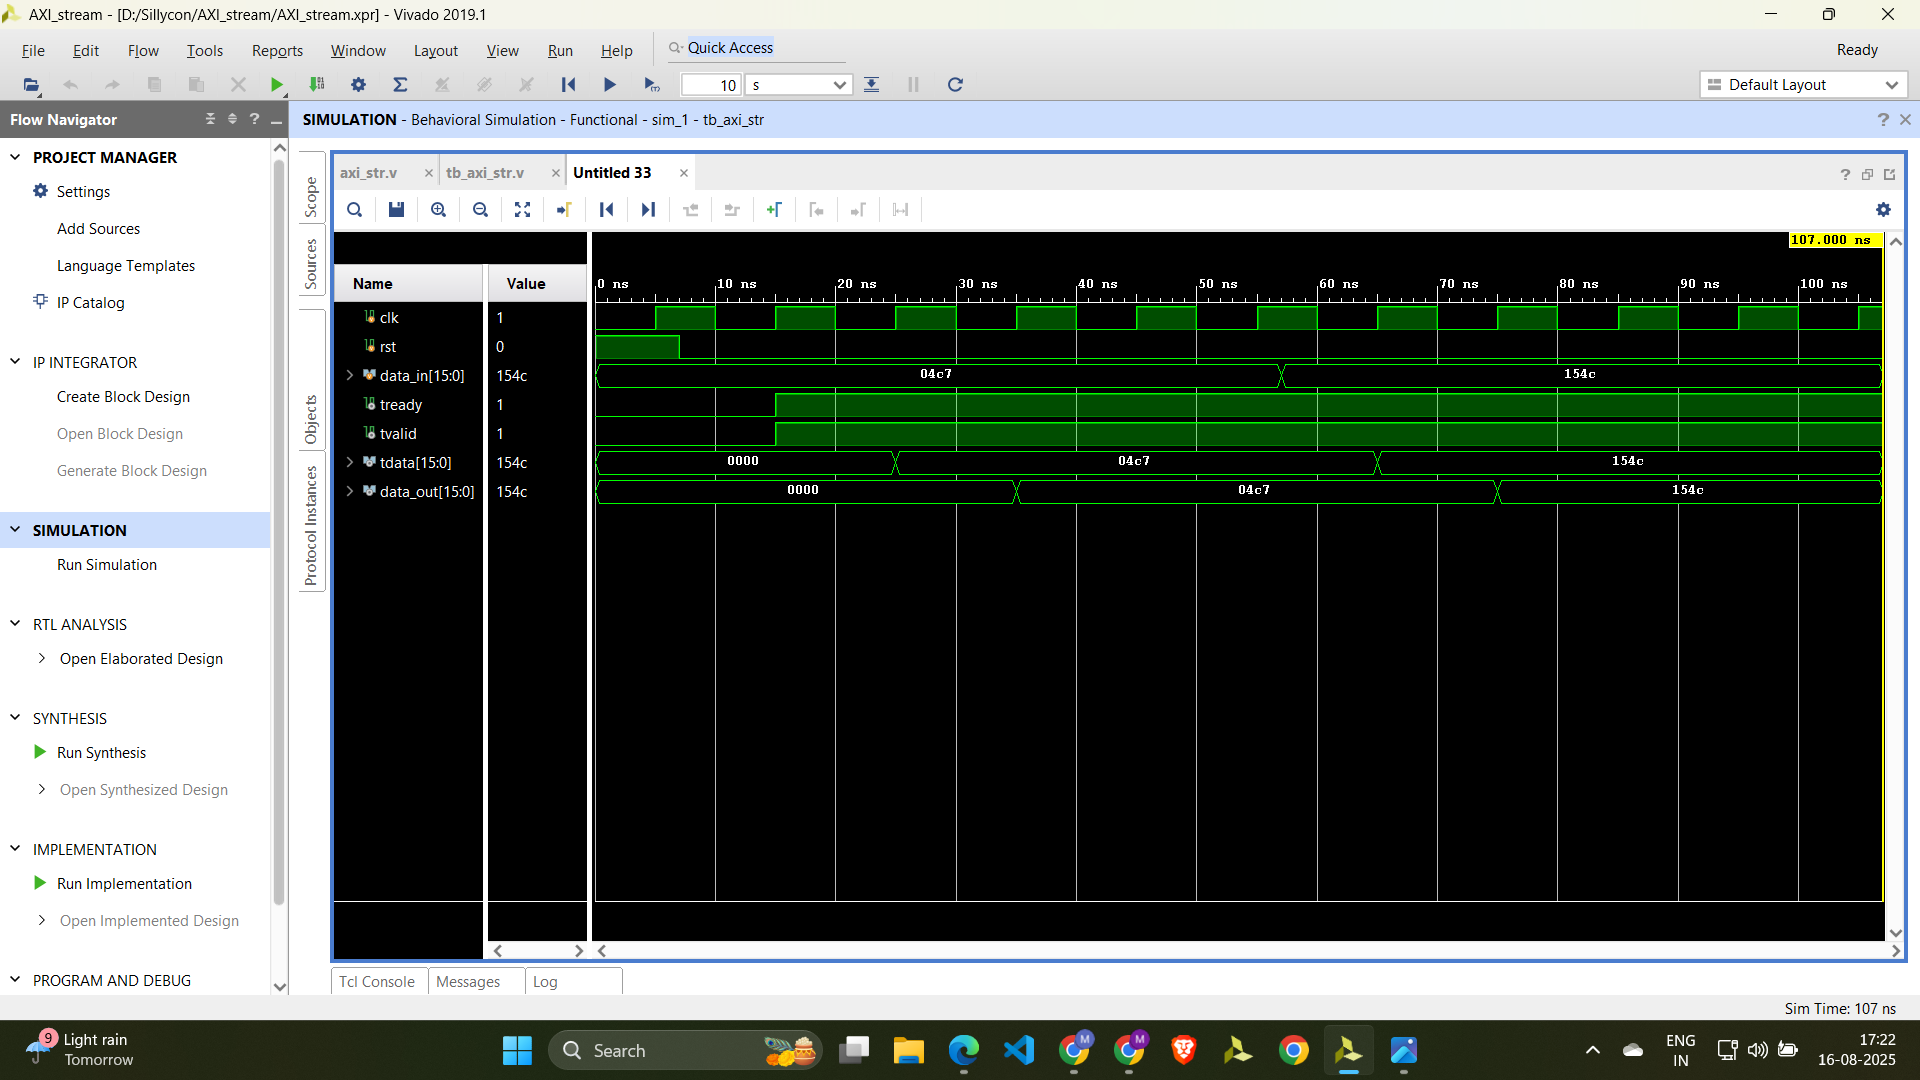 AXI_stream - [D:/Sillycon/AXI_stream/AXI_stream.xpr] - Vivado 2019.1
File Edit Flow Tools Reports Window Layout View Run Help Quick Access Ready
10 s Default Layout
Flow Navigator
SIMULATION - Behavioral Simulation - Functional - sim_1 - tb_axi_str
PROJECT MANAGER
Settings
Add Sources
Language Templates
IP Catalog
IP INTEGRATOR
Create Block Design
Open Block Design
Generate Block Design
SIMULATION
Run Simulation
RTL ANALYSIS
Open Elaborated Design
SYNTHESIS
Run Synthesis
Open Synthesized Design
IMPLEMENTATION
Run Implementation
Open Implemented Design
PROGRAM AND DEBUG
Scope
Sources
Objects
Protocol Instances
axi_str.v tb_axi_str.v Untitled 33
107.000 ns
Name Value
0 ns 10 ns 20 ns 30 ns 40 ns 50 ns 60 ns 70 ns 80 ns 90 ns 100 ns
clk 1
rst 0
data_in[15:0] 154c 04c7 154c
tready 1
tvalid 1
tdata[15:0] 154c 0000 04c7 154c
data_out[15:0] 154c 0000 04c7 154c
Tcl Console Messages Log
Sim Time: 107 ns
9 Light rain
Tomorrow
Search
M
M
ENG
IN
17:22
16-08-2025